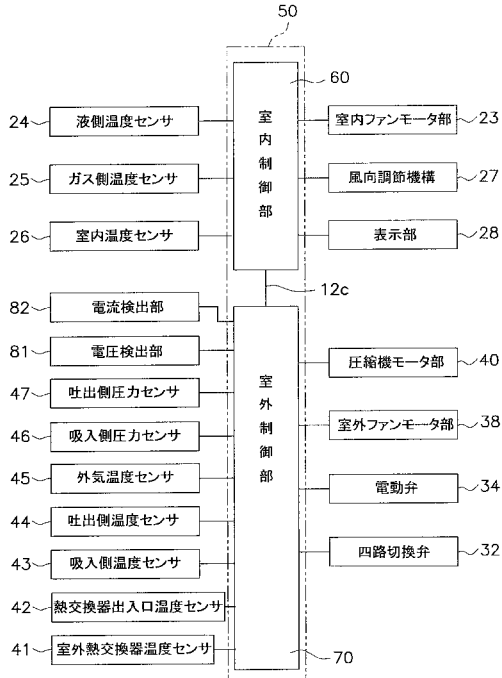 50
60
室内制御部
24 液側温度センサ
室内ファンモータ部 23
25 ガス側温度センサ
風向調節機構 27
26 室内温度センサ
表示部 28
12c
82 電流検出部
81 電圧検出部
圧縮機モータ部 40
47 吐出側圧力センサ
室外制御部
46 吸入側圧力センサ
室外ファンモータ部 38
45 外気温度センサ
電動弁 34
44 吐出側温度センサ
43 吸入側温度センサ
四路切換弁 32
42 熱交換器出入口温度センサ
41 室外熱交換器温度センサ
70